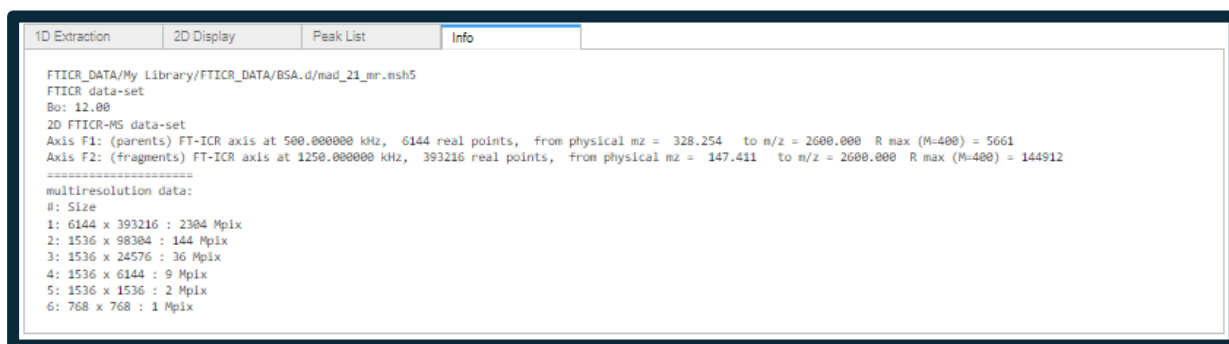 1D Extraction 2D Display Peak List Info
FTICR_DATA/My Library/FTICR_DATA/BSA.d/mad_21_mr.msh5
FTICR data-set
Bo: 12.00
2D FTICR-MS data-set
Axis F1: (parents) FT-ICR axis at 500.000000 kHz,  6144 real points,  from physical mz =  328.254   to m/z = 2600.000  R max (M=400) = 5661
Axis F2: (fragments) FT-ICR axis at 1250.000000 kHz,  393216 real points,  from physical mz =  147.411   to m/z = 2600.000  R max (M=400) = 144912
=====================
multiresolution data:
#: Size
1: 6144 x 393216 : 2304 Mpix
2: 1536 x 98304 : 144 Mpix
3: 1536 x 24576 : 36 Mpix
4: 1536 x 6144 : 9 Mpix
5: 1536 x 1536 : 2 Mpix
6: 768 x 768 : 1 Mpix